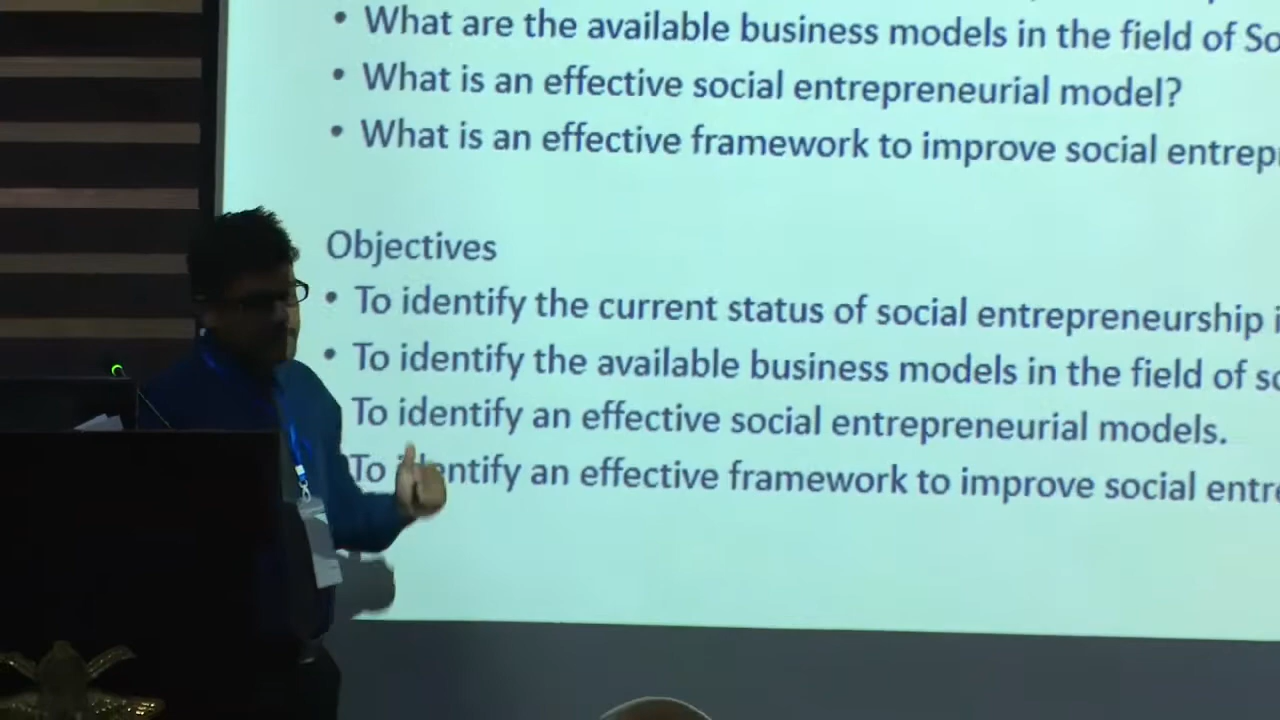 • What are the available business models in the field of
• What is an effective social entrepreneurial model?
• What is an effective framework to improve social
Objectives
• To identify the current status of social entrepreneurship
• To identify the available business models in the field of
To identify an effective social entrepreneurial models.
To identify an effective framework to improve social